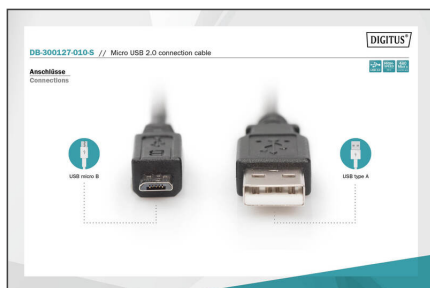 DIGITUS®
DB-300127-010-S // Micro USB 2.0 connection cable
Anschlüsse
Connections
USB micro B
USB type A